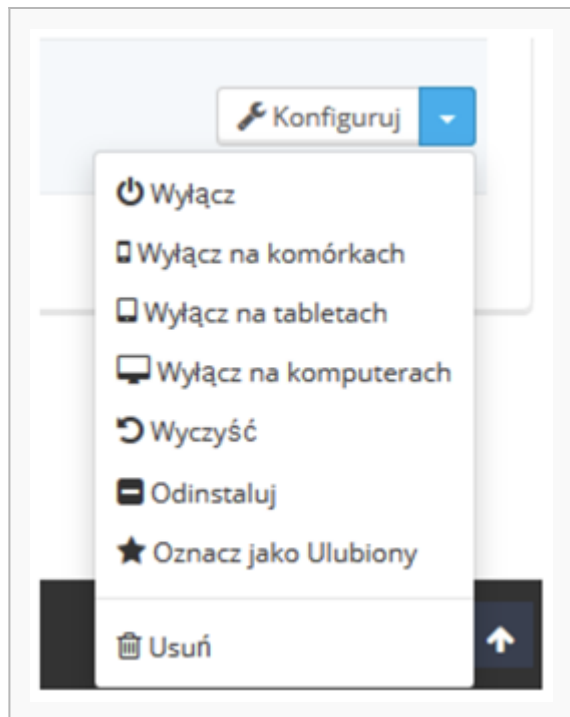 Konfiguruj
Wyłącz
Wyłącz na komórkach
Wyłącz na tabletach
Wyłącz na komputerach
Wyczyść
Odinstaluj
Oznacz jako Ulubiony
Usuń